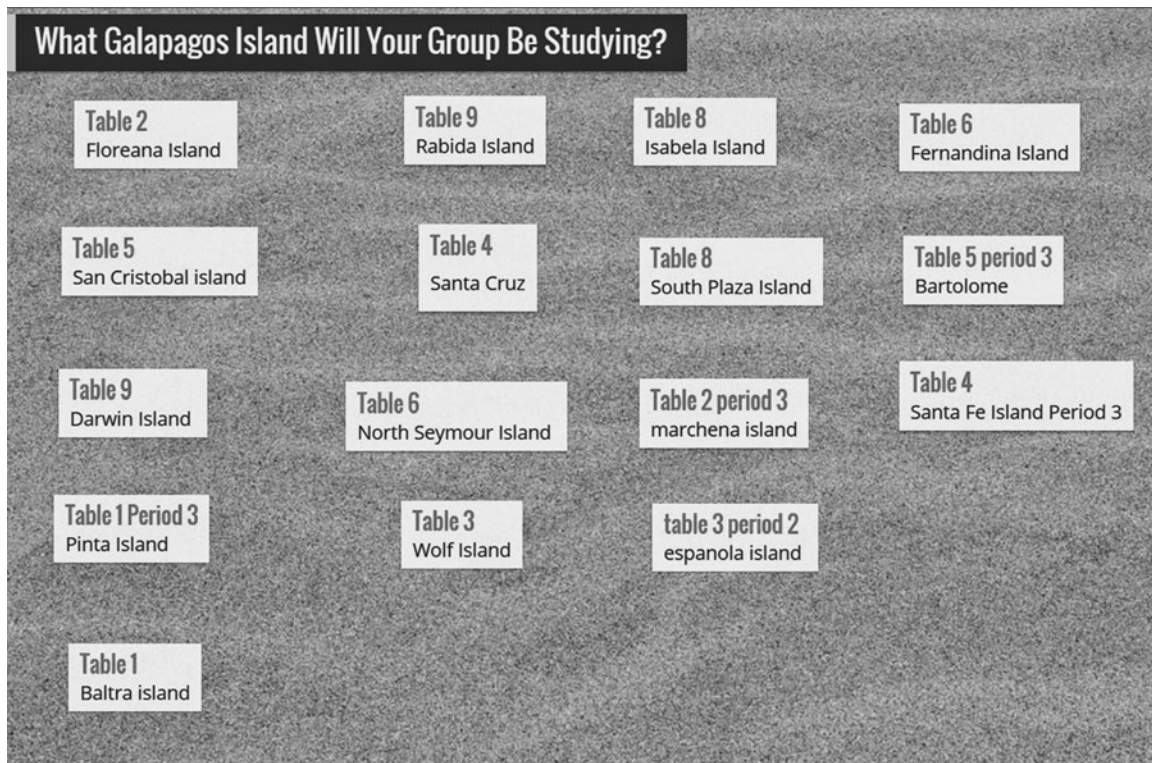 What Galapagos Island Will Your Group Be Studying?
Table 2
Floreana Island
Table 9
Rabida Island
Table 8
Isabela Island
Table 6
Fernandina Island
Table 5
San Cristobal island
Table 4
Santa Cruz
Table 8
South Plaza Island
Table 5 period 3
Bartolome
Table 9
Darwin Island
Table 6
North Seymour Island
Table 2 period 3
marchena island
Table 4
Santa Fe Island Period 3
Table 1 Period 3
Pinta Island
Table 3
Wolf Island
table 3 period 2
espanola island
Table 1
Baltra island